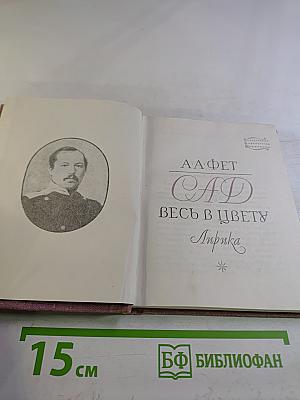 А А ФЕТ
САД
ВЕСЬ В ЦВЕТУ
Лирика
15 см
БФ БИБЛИОФАН